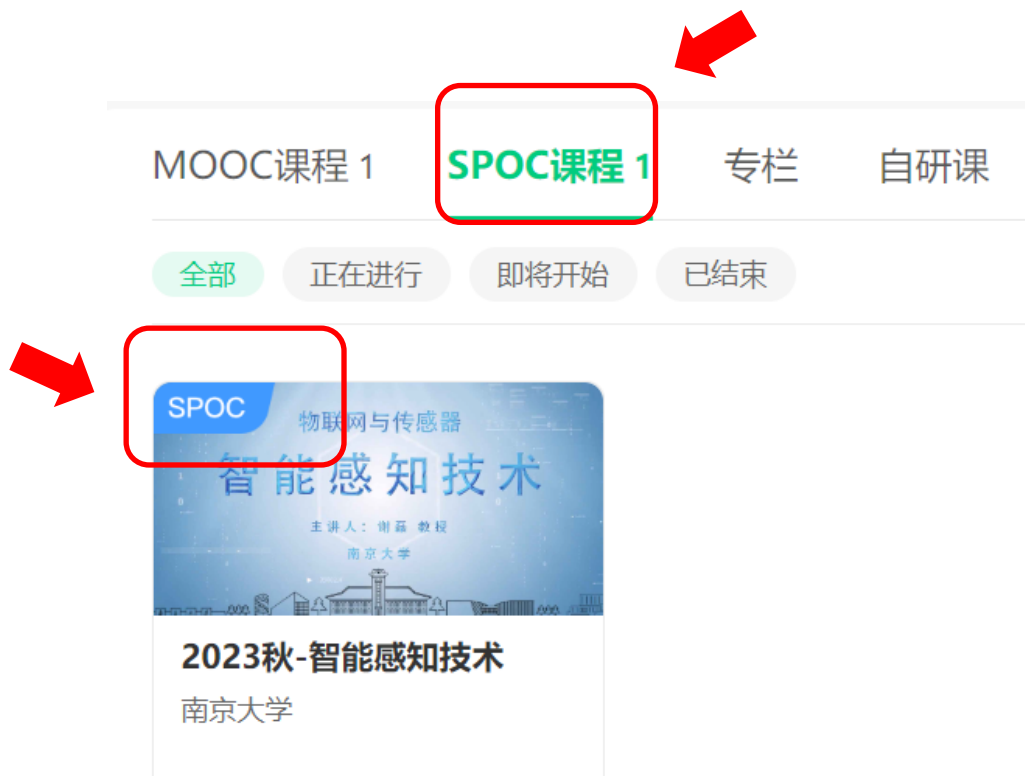 MOOC课程 1 SPOC课程 1 专栏 自研课
全部 正在进行 即将开始 已结束
SPOC
物联网与传感器
智能感知技术
主讲人：谢磊 教授
南京大学
2023秋-智能感知技术
南京大学